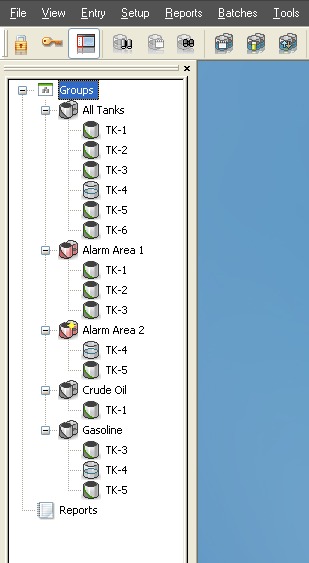 File View Entry Setup Reports Batches Tools
Groups
All Tanks
TK-1
TK-2
TK-3
TK-4
TK-5
TK-6
Alarm Area 1
TK-1
TK-2
TK-3
Alarm Area 2
TK-4
TK-5
Crude Oil
TK-1
Gasoline
TK-3
TK-4
TK-5
Reports